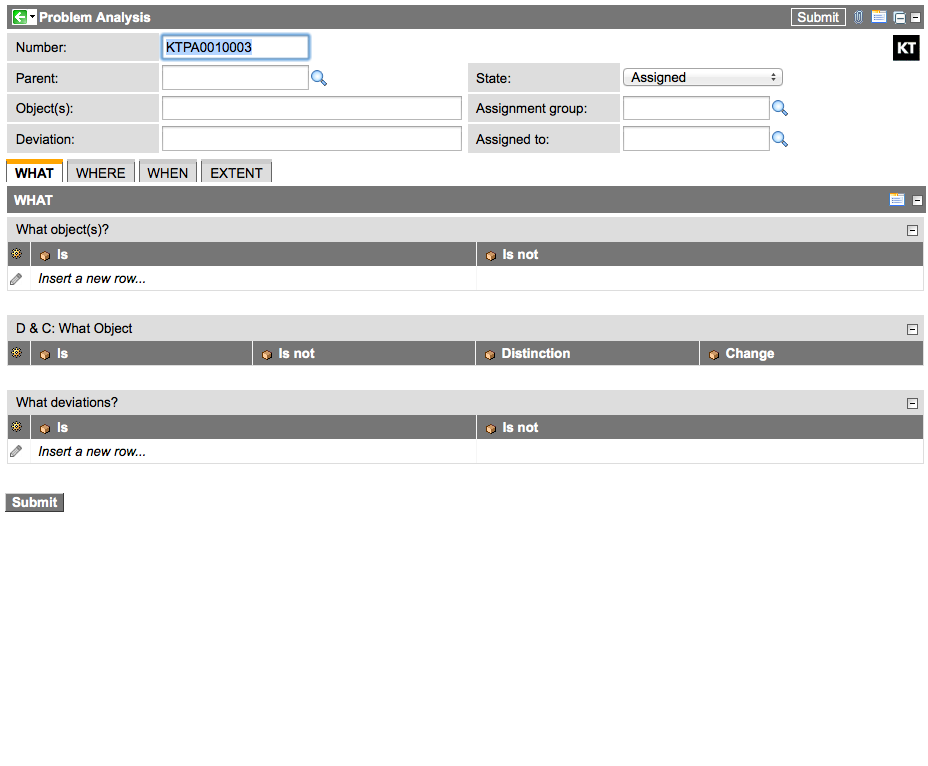 Problem Analysis Submit
Number: KTPA0010003 KT
Parent: State: Assigned
Object(s): Assignment group:
Deviation: Assigned to:
WHAT WHERE WHEN EXTENT
WHAT
What object(s)?
Is Is not
Insert a new row...
D & C: What Object
Is Is not Distinction Change
What deviations?
Is Is not
Insert a new row...
Submit